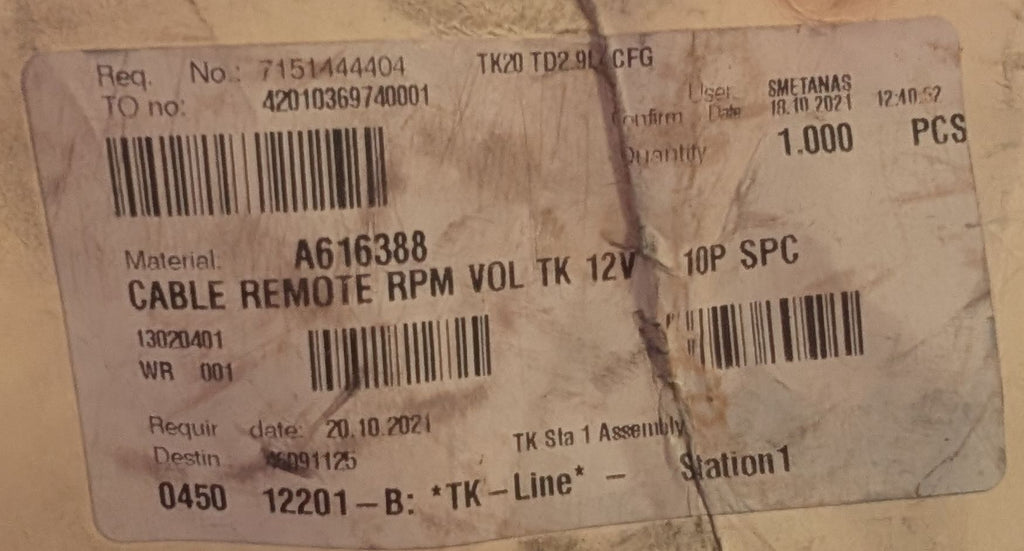 Req. No.: 7151444404 TK20 TD2.9L CFG
TO no: 42010369740001
User SMETANAS
Confirm Date 18.10.2021 12:40:52
Quantity 1.000 PCS
Material: A616388
CABLE REMOTE RPM VOL TK 12V 10P SPC
13020401
WR 001
Requir date: 20.10.2021 TK Sta 1 Assembly
Destin
0450 12201-B: *TK-Line* - Station1